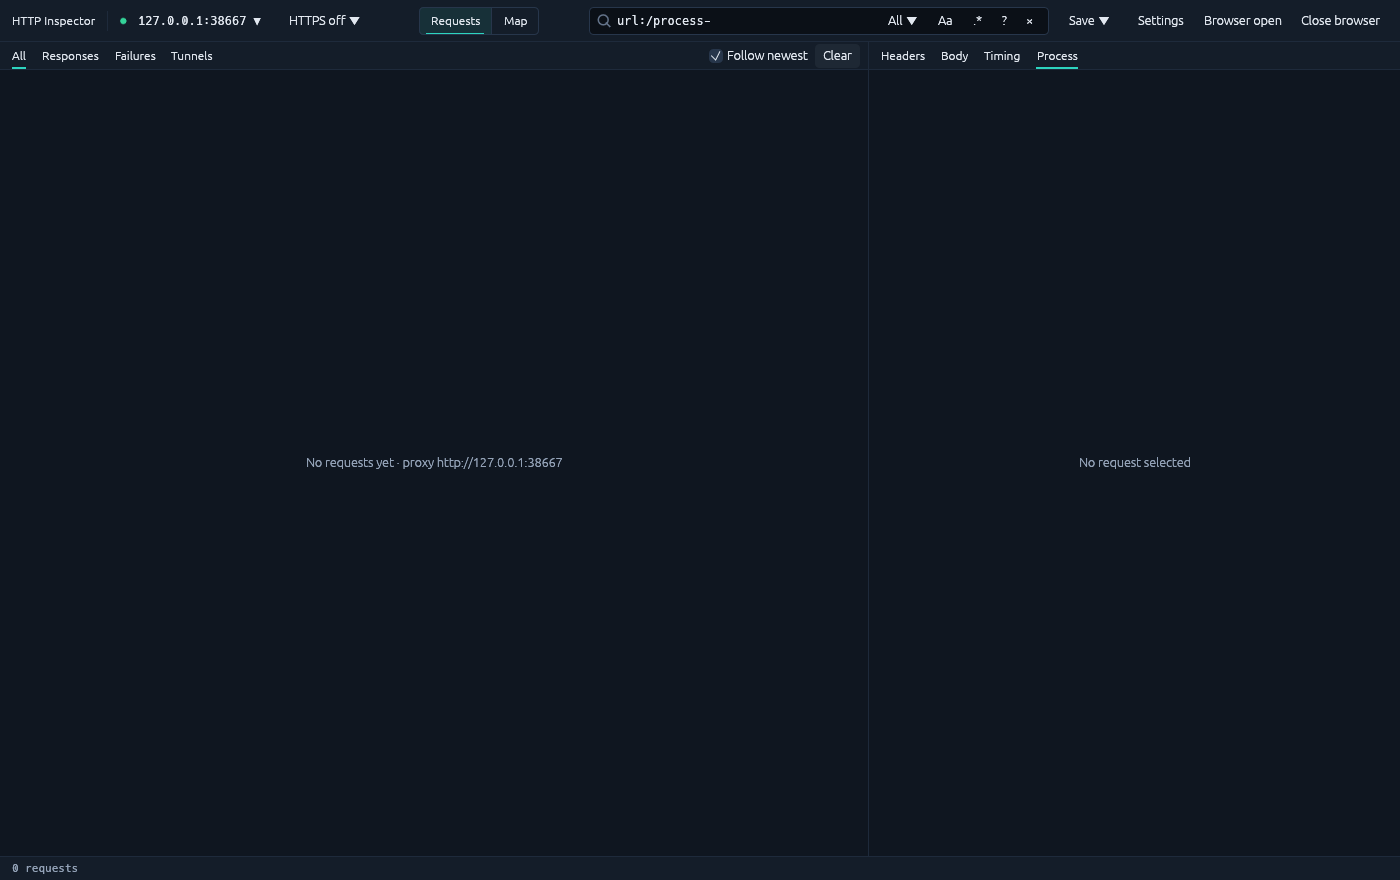 HTTP Inspector 127.0.0.1:38667 ▼ HTTPS off ▼ Requests Map url:/process- All ▼ Aa .* ? × Save ▼ Settings Browser open Close browser
All Responses Failures Tunnels Follow newest Clear Headers Body Timing Process
No requests yet · proxy http://127.0.0.1:38667 No request selected
0 requests